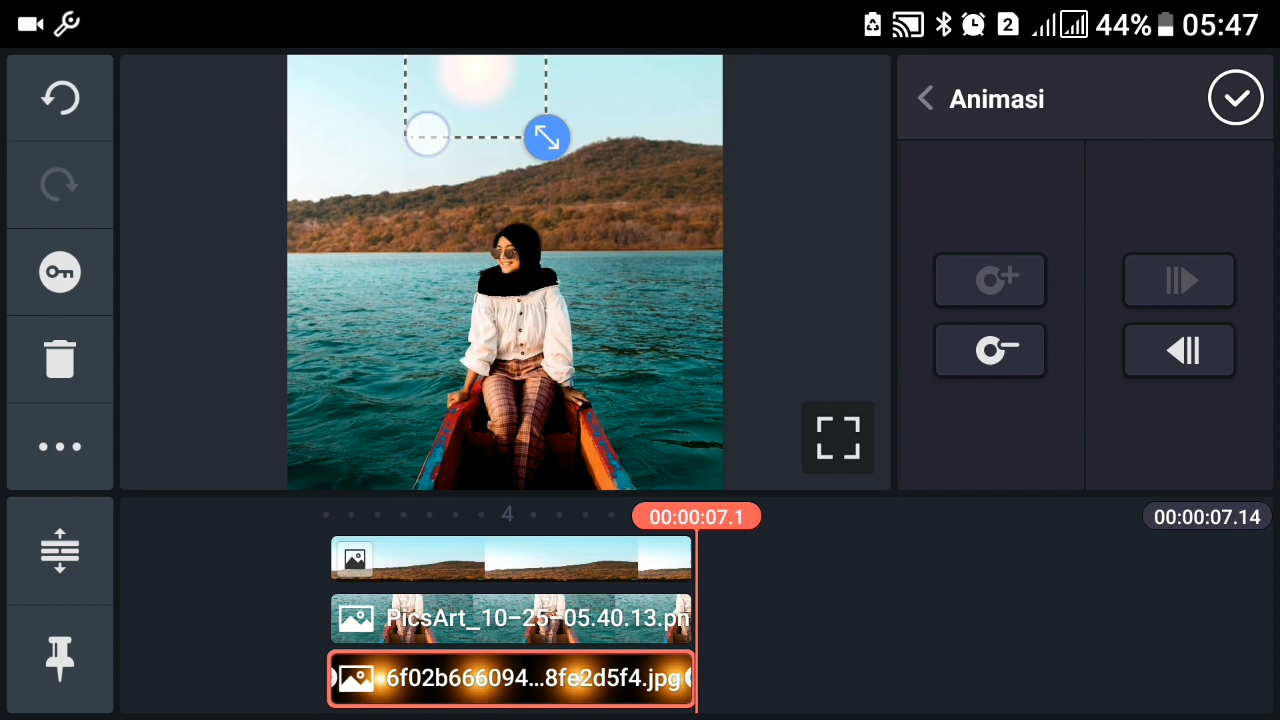 2 44% 05:47
Animasi
4
00:00:07.1
00:00:07.14
PicsArt_10-25-05.40.13.pn
6f02b666094...8fe2d5f4.jpg